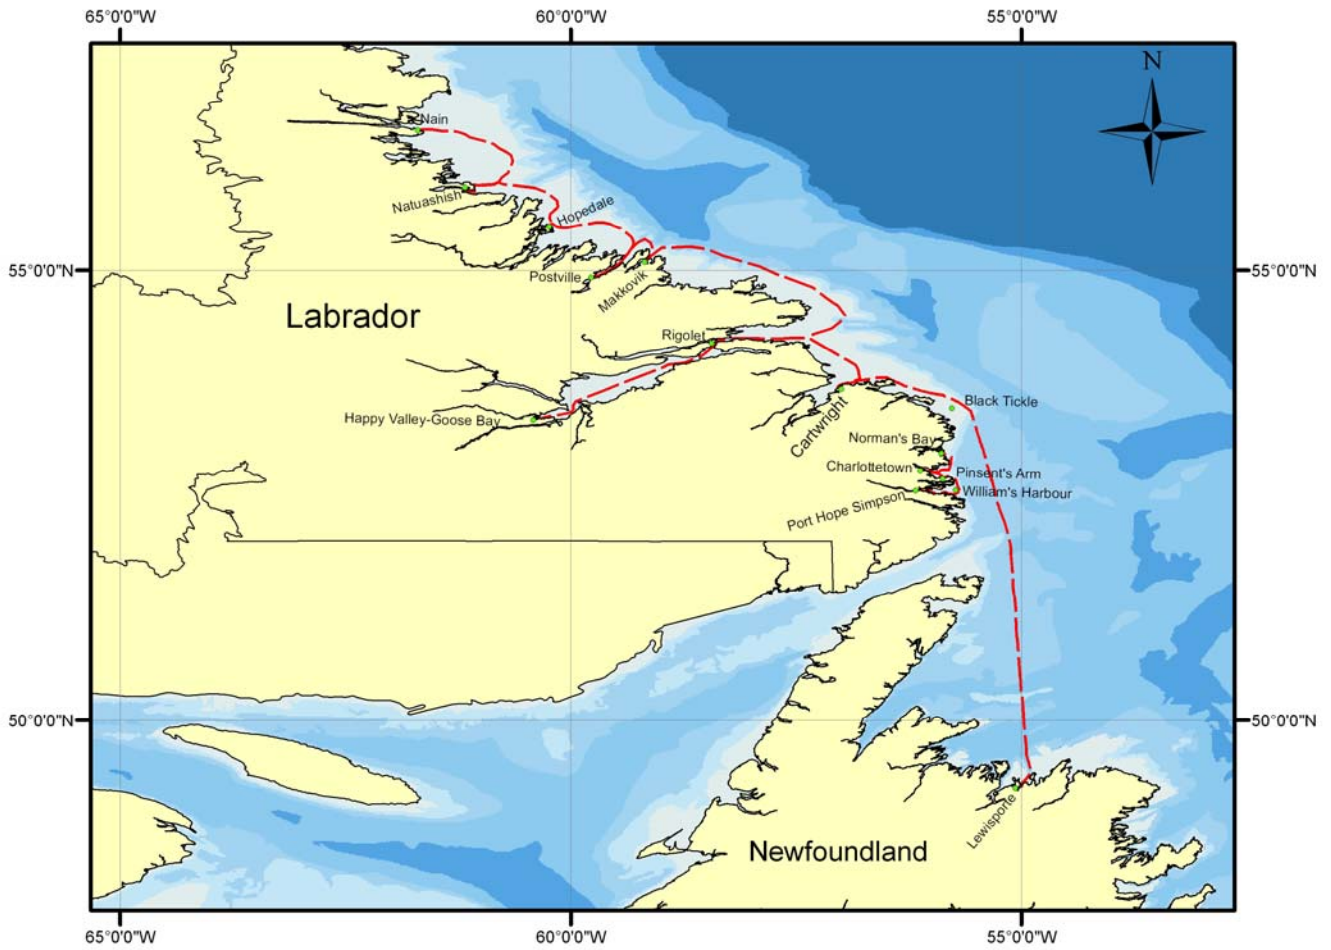 65°0'0"W
60°0'0"W
55°0'0"W
N
Nain
Natuashish
Hopedale
55°0'0"N
55°0'0"N
Postville
Makkovik
Labrador
Rigolet
Happy Valley-Goose Bay
Cartwright
Black Tickle
Norman's Bay
Charlottetown
Pinsent's Arm
William's Harbour
Port Hope Simpson
50°0'0"N
50°0'0"N
Lewisporte
Newfoundland
65°0'0"W
60°0'0"W
55°0'0"W